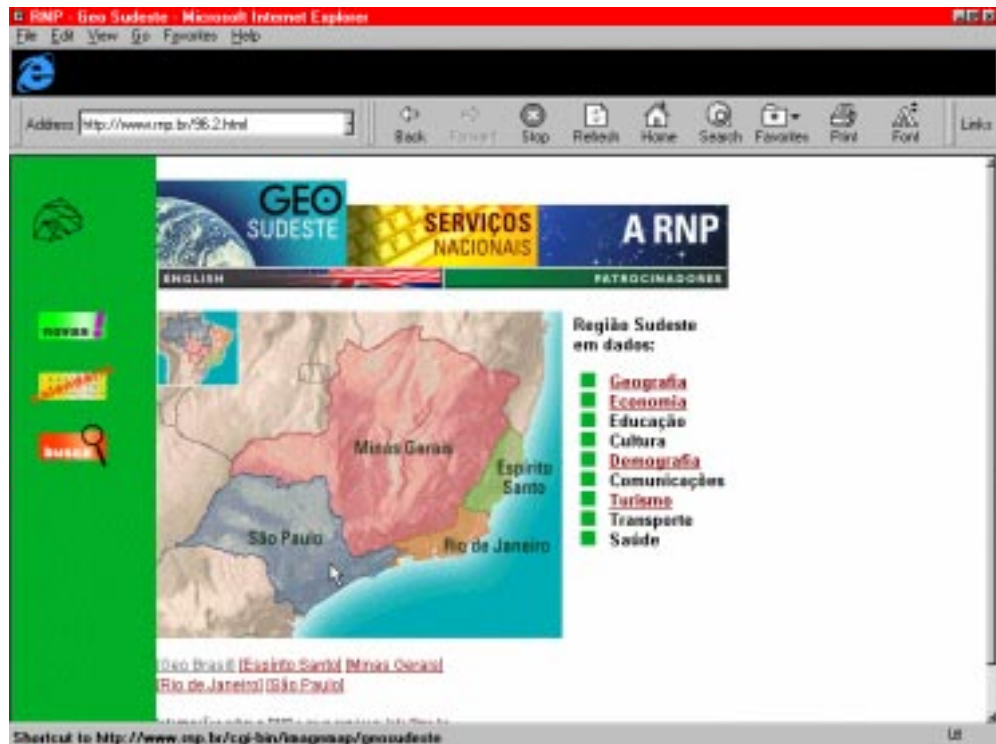 RNP - Geo Sudeste - Microsoft Internet Explorer
File Edit View Go Favorites Help
Address http://www.rnp.br/96.2.html
Back Forward Stop Refresh Home Search Favorites Print Font Links
GEO
SUDESTE
SERVIÇOS
NACIONAIS
A RNP
ENGLISH
PATROCINADORES
novas!
busca
Minas Gerais
Espírito
Santo
São Paulo
Rio de Janeiro
Região Sudeste
em dados:
Geografia
Economia
Educação
Cultura
Demografia
Comunicações
Turismo
Transporte
Saúde
[Geo Brasil] [Espírito Santo] [Minas Gerais]
[Rio de Janeiro] [São Paulo]
Shortcut to http://www.rnp.br/cgi-bin/imagemap/geosudeste